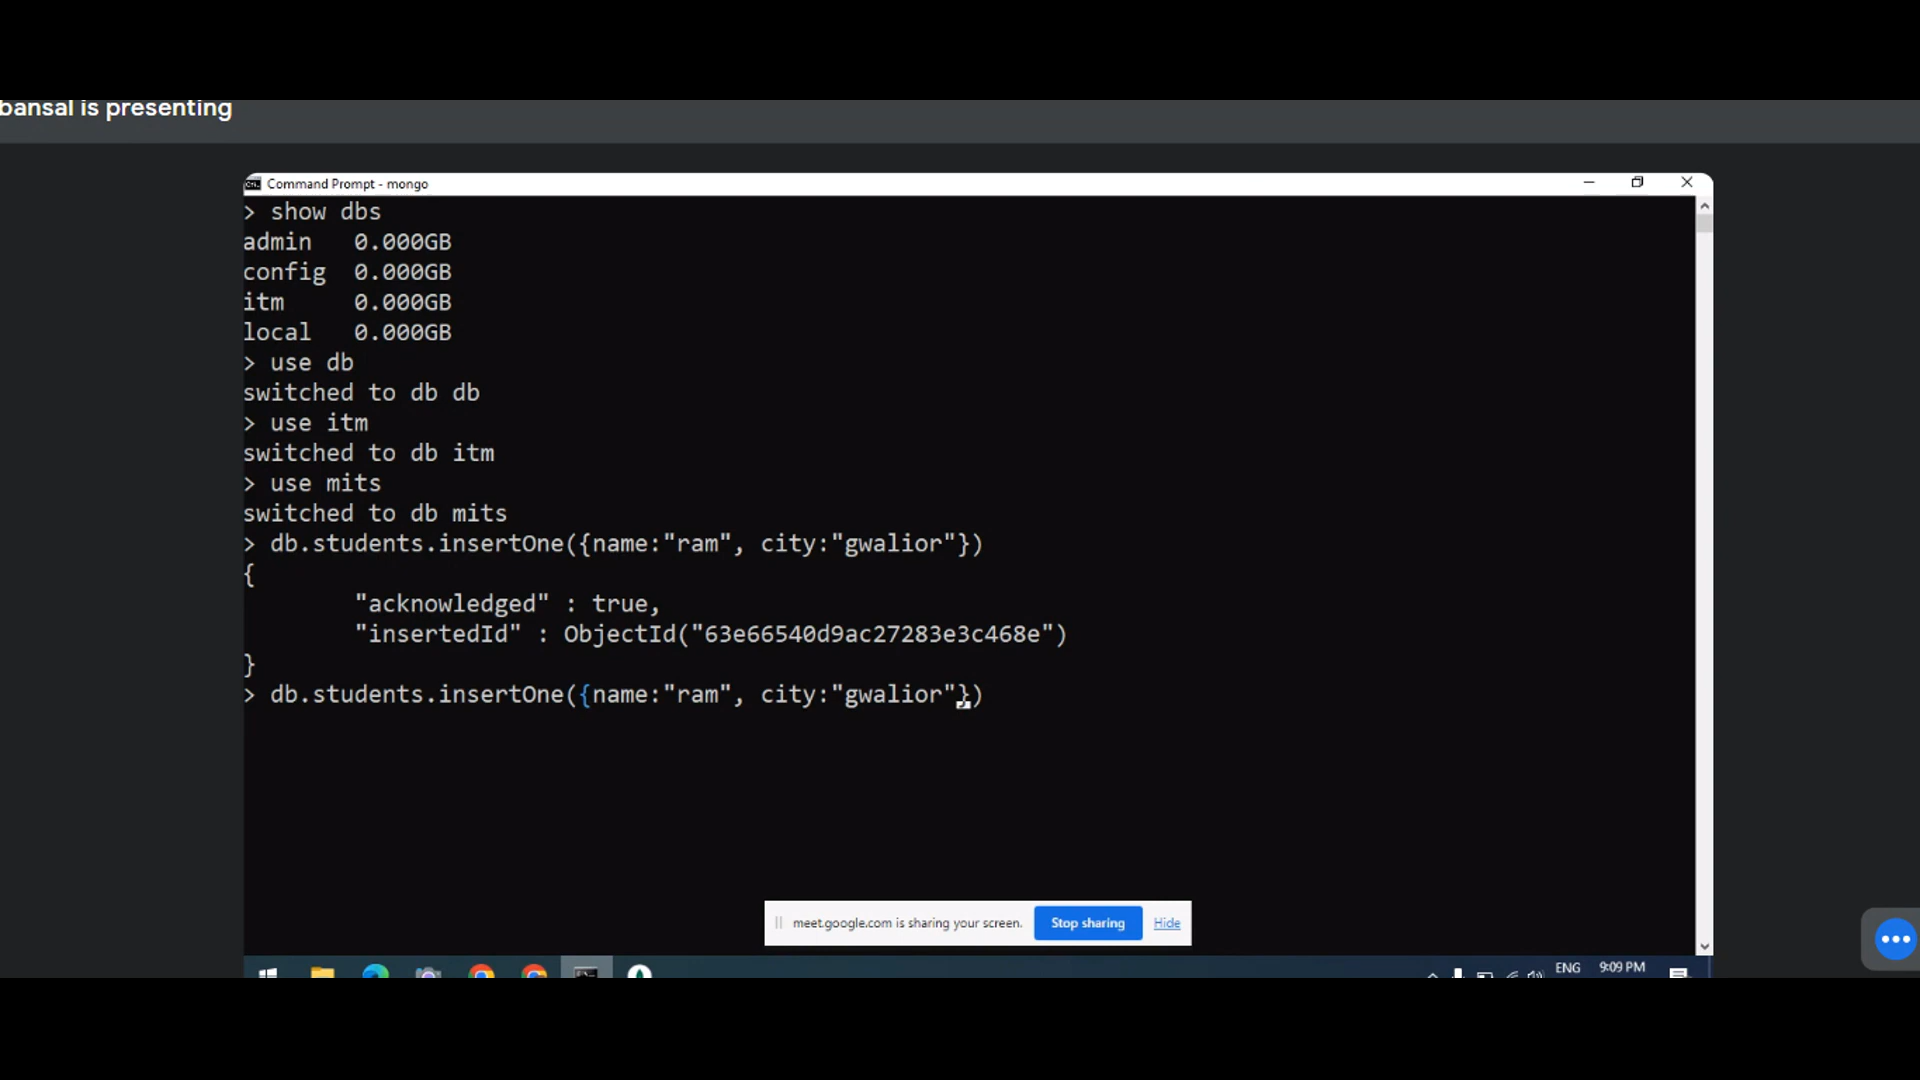 bansal is presenting
Command Prompt - mongo
> show dbs
admin   0.000GB
config  0.000GB
itm     0.000GB
local   0.000GB
> use db
switched to db db
> use itm
switched to db itm
> use mits
switched to db mits
> db.students.insertOne({name:"ram", city:"gwalior"})
{
        "acknowledged" : true,
        "insertedId" : ObjectId("63e66540d9ac27283e3c468e")
}
> db.students.insertOne({name:"ram", city:"gwalior"})
meet.google.com is sharing your screen. Stop sharing Hide
ENG 9:09 PM